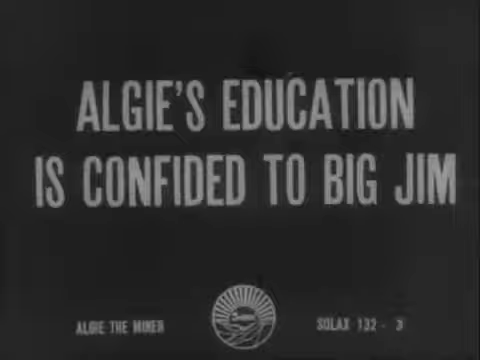 ALGIE'S EDUCATION
IS CONFIDED TO BIG JIM
ALGIE THE MINER
SOLAX 132 - 3